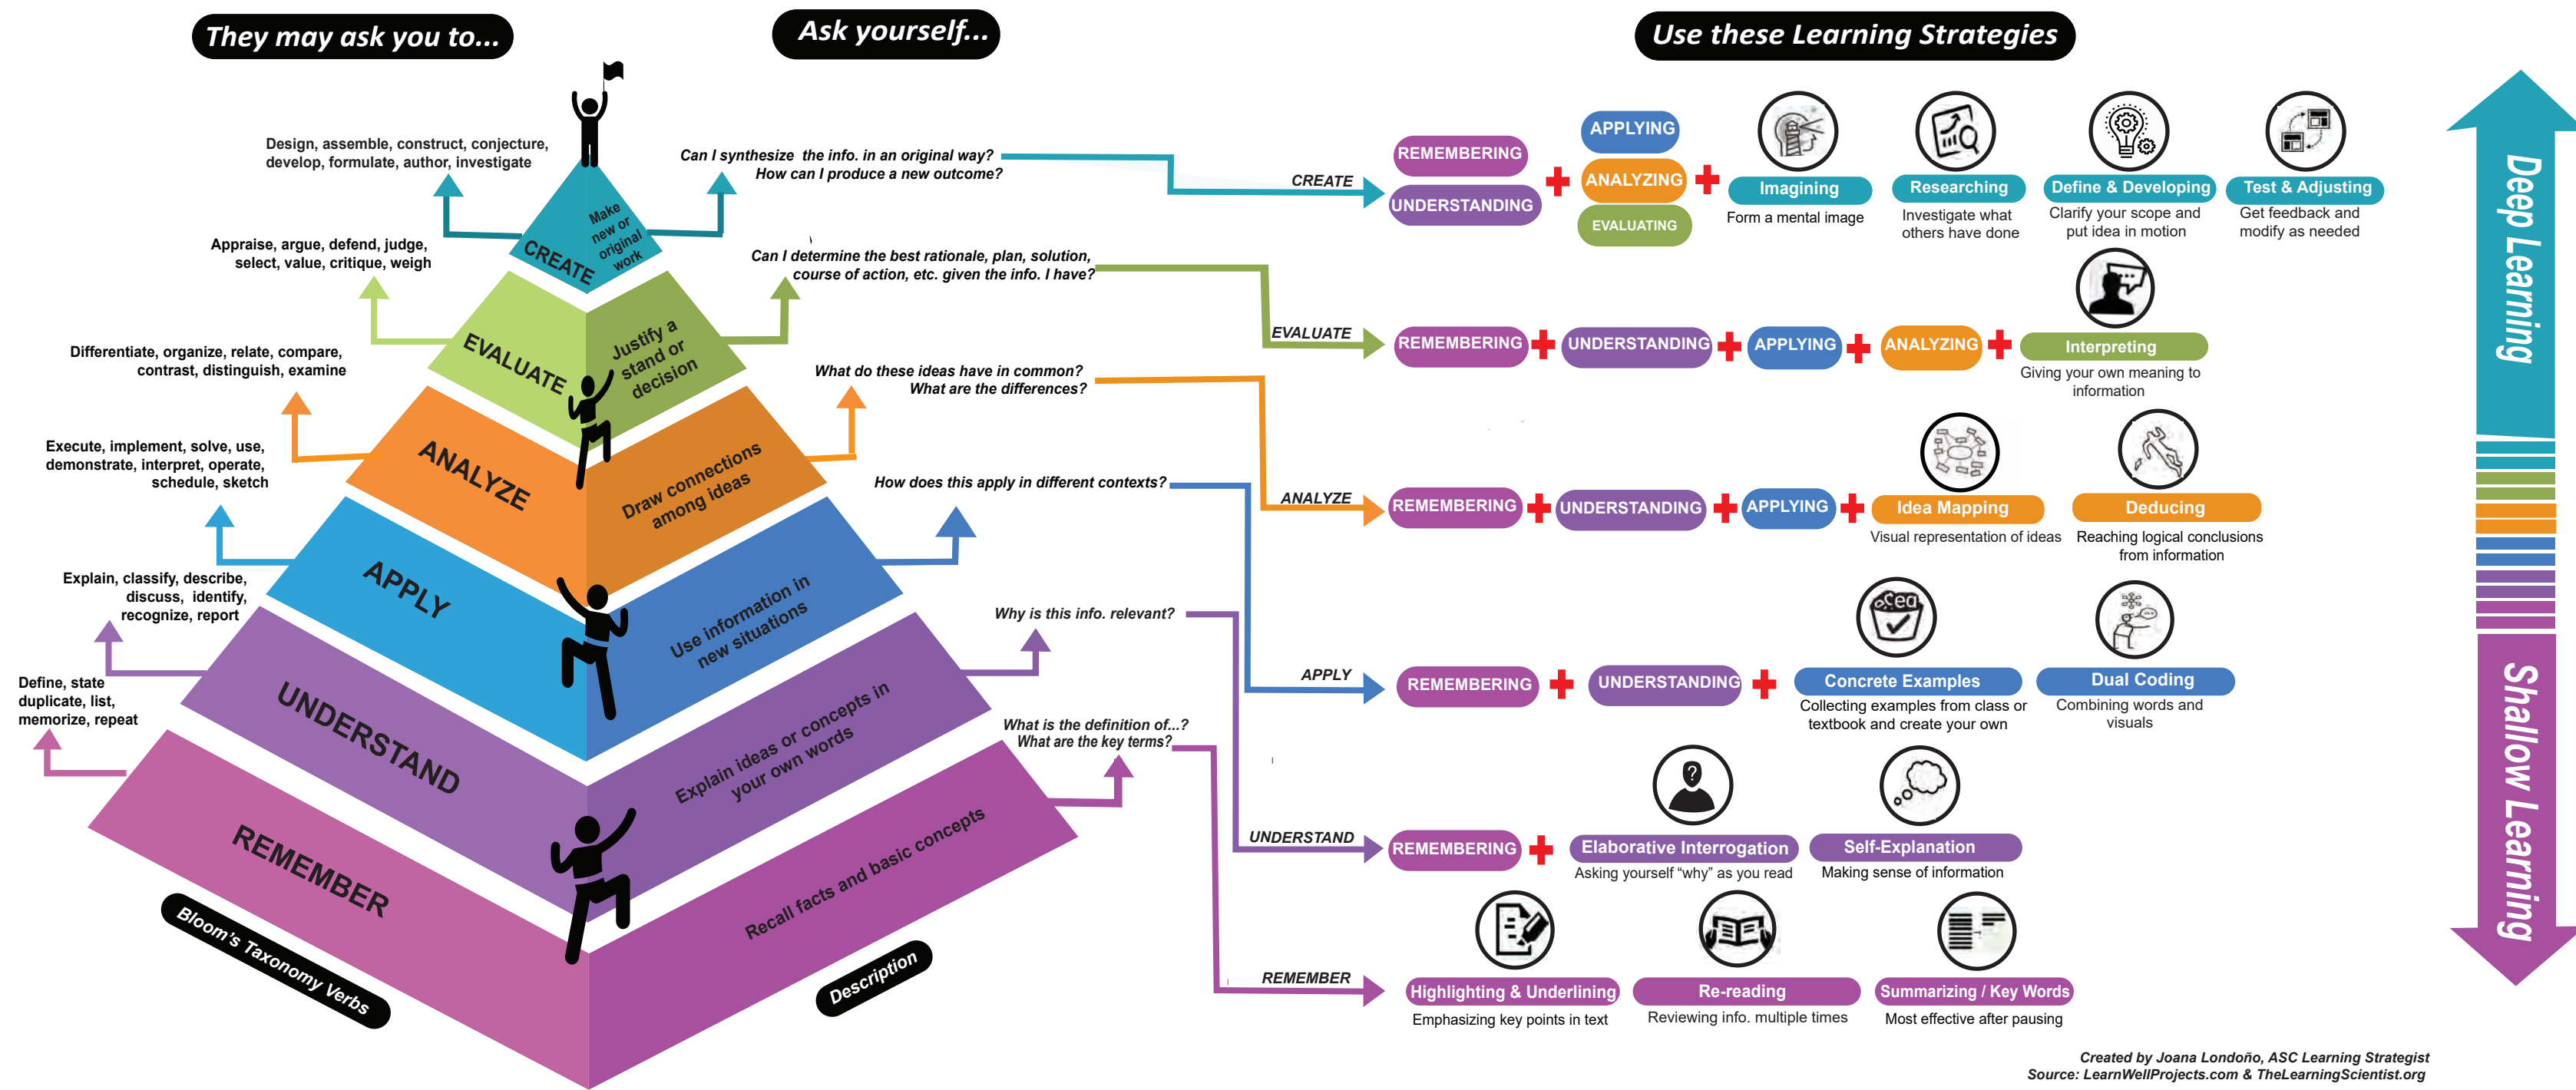 They may ask you to...
Ask yourself...
Use these Learning Strategies
Design, assemble, construct, conjecture,
develop, formulate, author, investigate
Appraise, argue, defend, judge,
select, value, critique, weigh
Differentiate, organize, relate, compare,
contrast, distinguish, examine
Execute, implement, solve, use,
demonstrate, interpret, operate,
schedule, sketch
Explain, classify, describe,
discuss, identify,
recognize, report
Define, state
duplicate, list,
memorize, repeat
CREATE
Make
new or
original
work
EVALUATE
Justify a
stand or
decision
ANALYZE
Draw connections
among ideas
APPLY
Use information in
new situations
UNDERSTAND
Explain ideas or concepts in
your own words
REMEMBER
Recall facts and basic concepts
Bloom's Taxonomy Verbs
Description
Can I synthesize the info. in an original way?
How can I produce a new outcome?
Can I determine the best rationale, plan, solution,
course of action, etc. given the info. I have?
What do these ideas have in common?
What are the differences?
How does this apply in different contexts?
Why is this info. relevant?
What is the definition of...?
What are the key terms?
CREATE
REMEMBERING
UNDERSTANDING
+
APPLYING
ANALYZING
EVALUATING
+
Imagining
Form a mental image
Researching
Investigate what
others have done
Define & Developing
Clarify your scope and
put idea in motion
Test & Adjusting
Get feedback and
modify as needed
EVALUATE
REMEMBERING + UNDERSTANDING + APPLYING + ANALYZING +
Interpreting
Giving your own meaning to
information
ANALYZE
REMEMBERING + UNDERSTANDING + APPLYING +
Idea Mapping
Visual representation of ideas
Deducing
Reaching logical conclusions
from information
APPLY
REMEMBERING + UNDERSTANDING +
Concrete Examples
Collecting examples from class or
textbook and create your own
Dual Coding
Combining words and
visuals
UNDERSTAND
REMEMBERING +
?
Elaborative Interrogation
Asking yourself “why” as you read
Self-Explanation
Making sense of information
REMEMBER
Highlighting & Underlining
Emphasizing key points in text
Re-reading
Reviewing info. multiple times
Summarizing / Key Words
Most effective after pausing
Deep Learning
Shallow Learning
Created by Joana Londoño, ASC Learning Strategist
Source: LearnWellProjects.com & TheLearningScientist.org